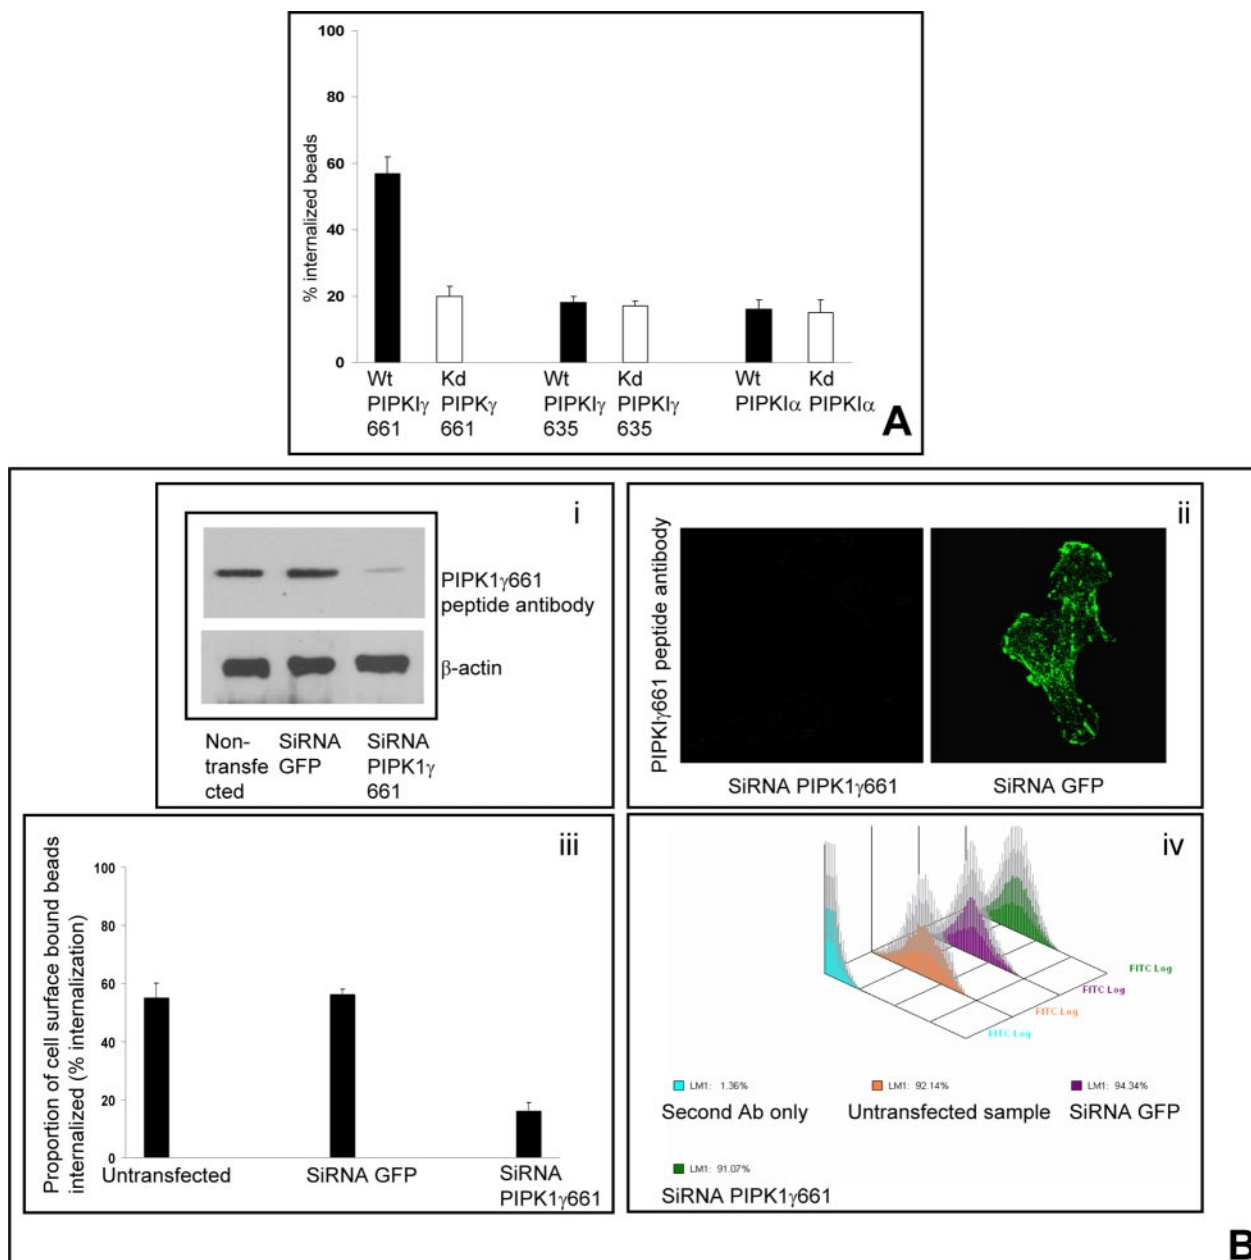 100
80
60
40
20
0
% internalized beads
Wt
PIPKIγ
661
Kd
PIPKγ
661
Wt
PIPKIγ
635
Kd
PIPKIγ
635
Wt
PIPKIα
Kd
PIPKIα
A
i
PIPK1γ661
peptide antibody
β-actin
Non-
transfe
cted
SiRNA
GFP
SiRNA
PIPK1γ
661
ii
PIPKIγ661 peptide antibody
SiRNA PIPK1γ661
SiRNA GFP
iii
Proportion of cell surface bound beads
internalized (% internalization)
100
80
60
40
20
0
Untransfected
SiRNA GFP
SiRNA
PIPK1γ661
iv
FITC Log
FITC Log
FITC Log
FITC Log
LM1: 1.36%
Second Ab only
LM1: 92.14%
Untransfected sample
LM1: 94.34%
SiRNA GFP
LM1: 91.07%
SiRNA PIPK1γ661
B